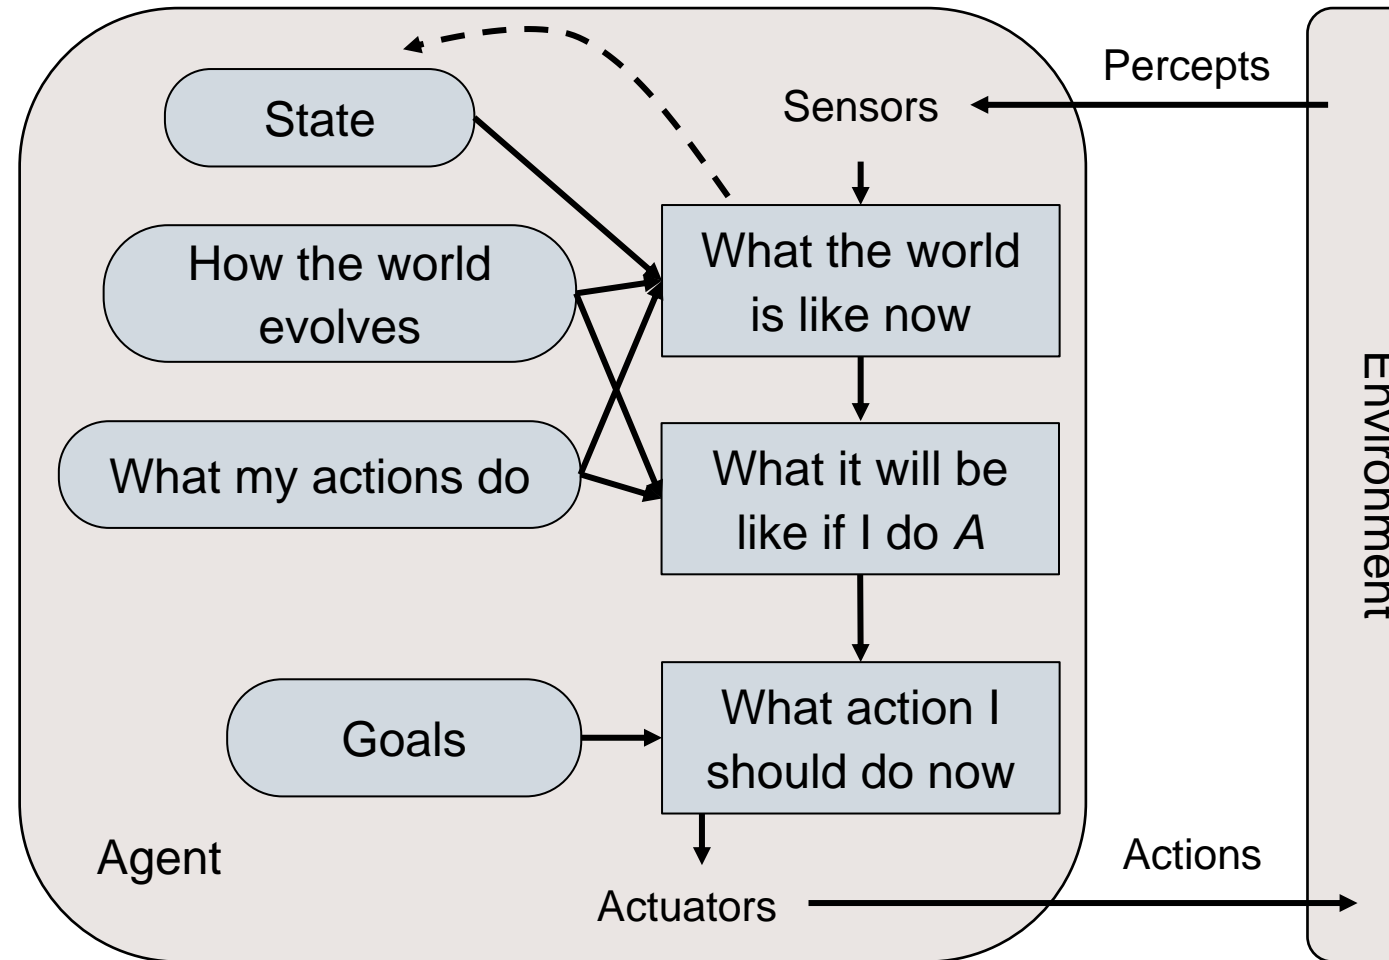 Percepts
Sensors
State
What the world
is like now
How the world
evolves
What my actions do
What it will be
like if I do A
Environment
Goals
What action I
should do now
Agent
Actions
Actuators